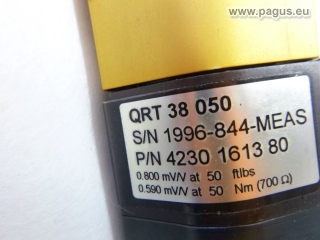 www.pagus.eu
QRT 38 050
S/N 1996-844-MEAS
P/N 4230 1613 80
0.800 mV/V at 50 ftlbs
0.590 mV/V at 50 Nm (700 Ω)